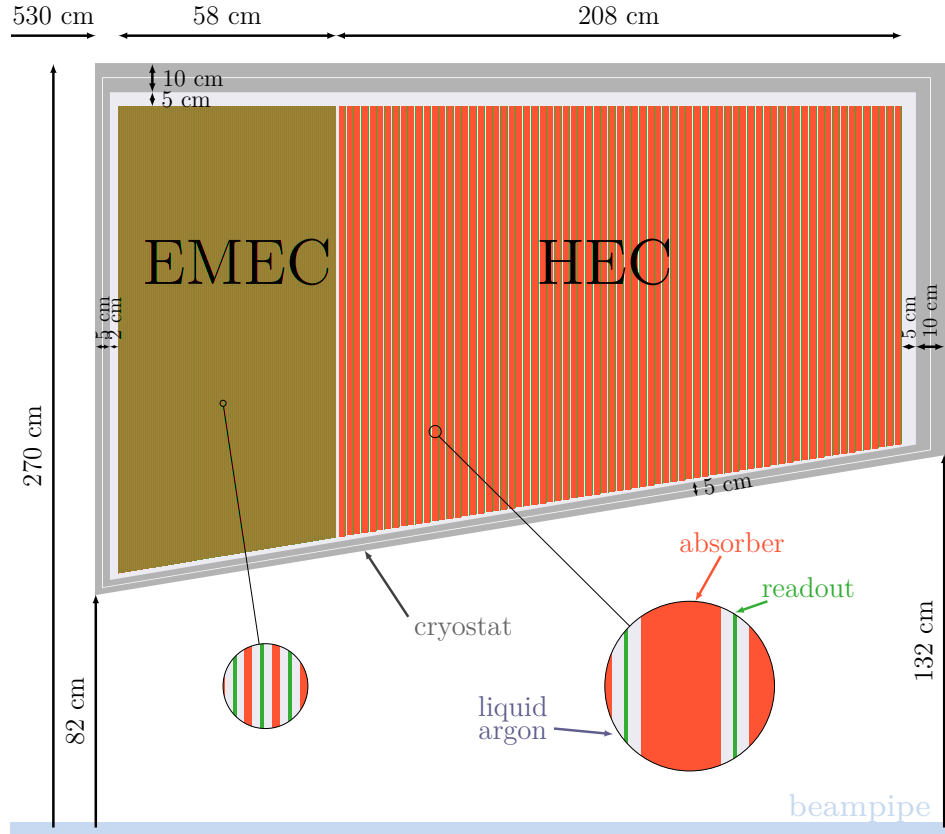 530 cm
58 cm
208 cm
10 cm
5 cm
EMEC
HEC
5 cm
2 cm
5 cm
10 cm
270 cm
5 cm
absorber
readout
cryostat
132 cm
82 cm
liquid
argon
beampipe